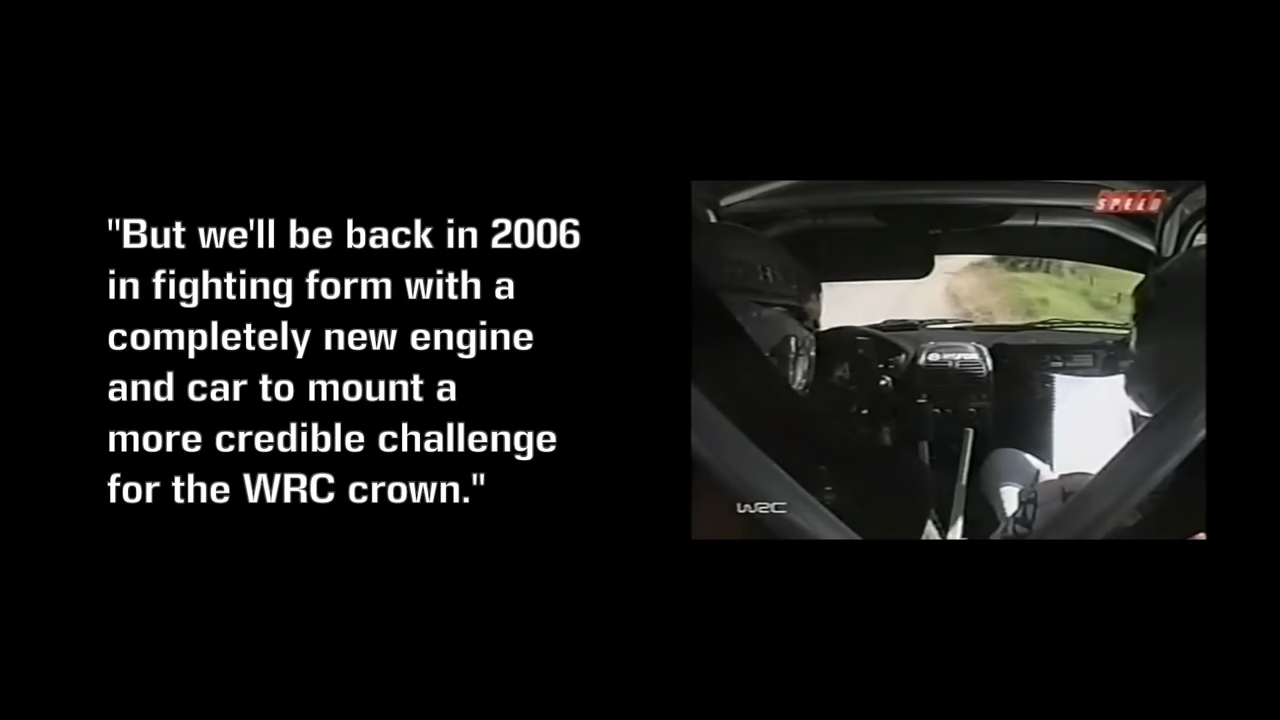 "But we'll be back in 2006
in fighting form with a
completely new engine
and car to mount a
more credible challenge
for the WRC crown."
SPEED
WRC